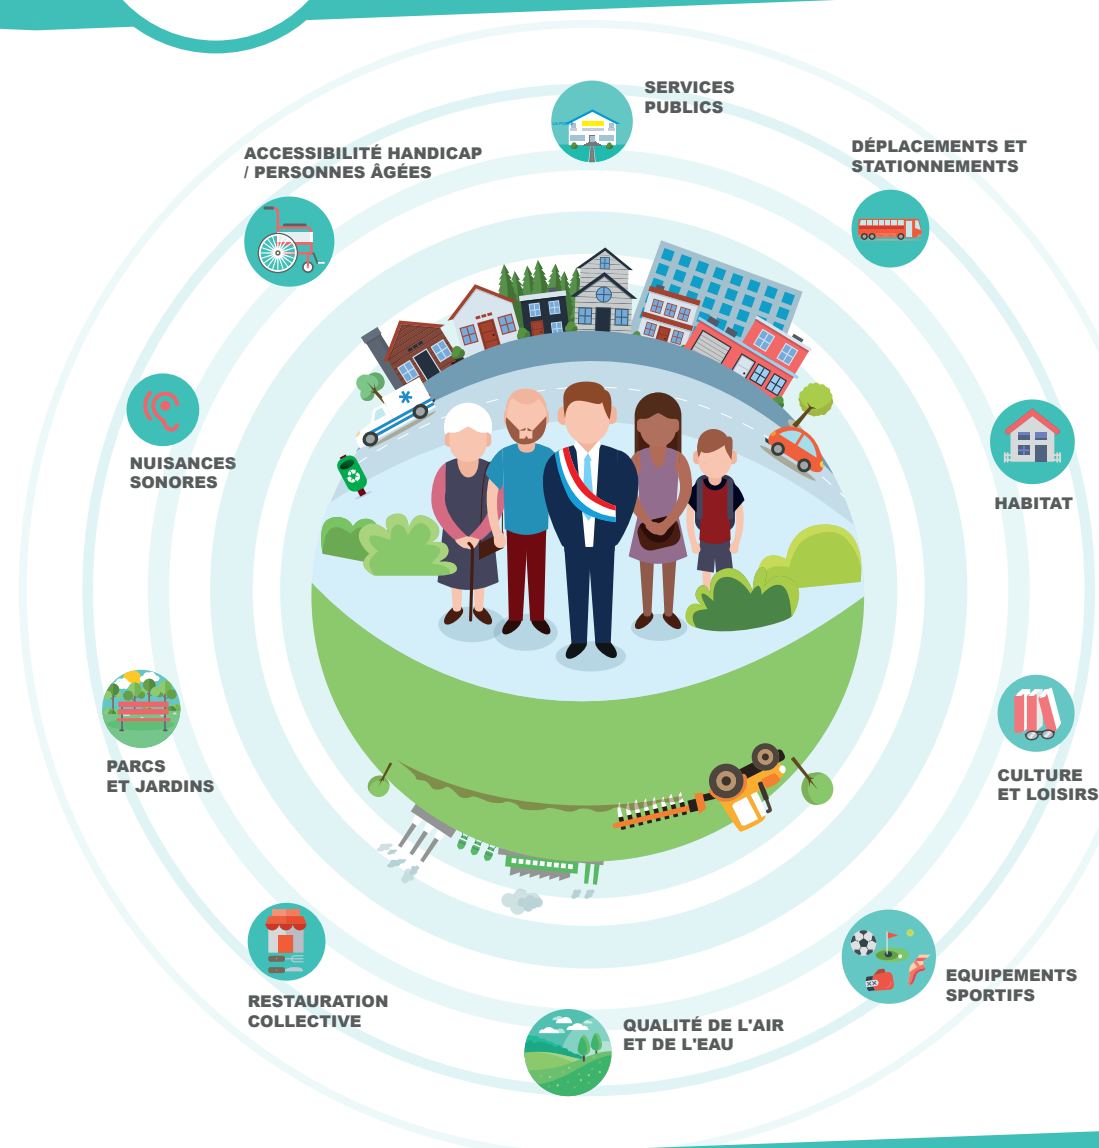 SERVICES
PUBLICS
DÉPLACEMENTS ET
STATIONNEMENTS
ACCESSIBILITÉ HANDICAP
/ PERSONNES ÂGÉES
NUISANCES
SONORES
HABITAT
PARCS
ET JARDINS
CULTURE
ET LOISIRS
RESTAURATION
COLLECTIVE
EQUIPEMENTS
SPORTIFS
QUALITÉ DE L'AIR
ET DE L'EAU